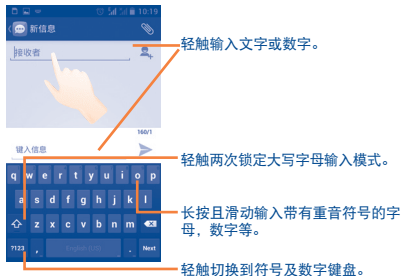 10:19
新信息
接收者
轻触输入文字或数字。
160/1
键入信息
轻触两次锁定大写字母输入模式。
q w e r t y u i o p
a s d f g h j k l
长按且滑动输入带有重音符号的字
母，数字等。
z x c v b n m
?123 , . Next
轻触切换到符号及数字键盘。